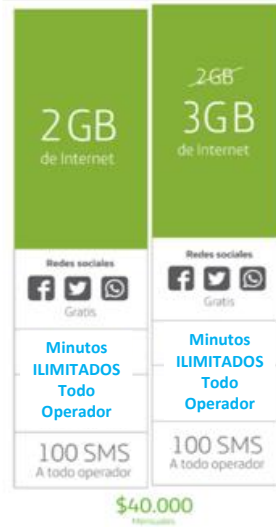 2GB
de Internet
Redes sociales
Gratis
Minutos
ILIMITADOS
Todo
Operador
100 SMS
A todo operador
2GB
3GB
de Internet
Redes sociales
Gratis
Minutos
ILIMITADOS
Todo
Operador
100 SMS
A todo operador
$40.000
Mensuales